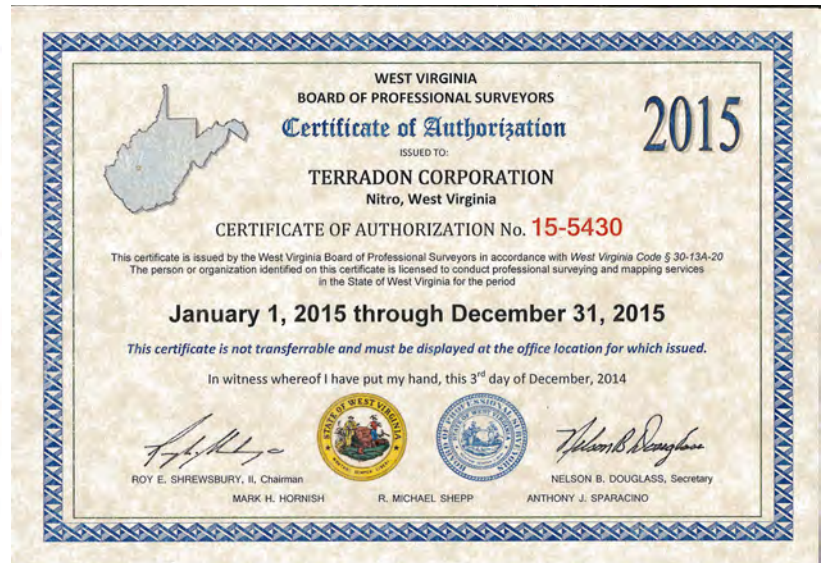 WEST VIRGINIA
BOARD OF PROFESSIONAL SURVEYORS
2015
Certificate of Authorization
ISSUED TO:
TERRADON CORPORATION
Nitro, West Virginia
CERTIFICATE OF AUTHORIZATION No. 15-5430
This certificate is issued by the West Virginia Board of Professional Surveyors in accordance with West Virginia Code § 30-13A-20
The person or organization identified on this certificate is licensed to conduct professional surveying and mapping services
in the State of West Virginia for the period
January 1, 2015 through December 31, 2015
This certificate is not transferrable and must be displayed at the office location for which issued.
In witness whereof I have put my hand, this 3rd day of December, 2014
STATE OF WEST VIRGINIA
BOARD OF PROFESSIONAL SURVEYORS
Nelson B Douglass
ROY E. SHREWSBURY, II, Chairman
NELSON B. DOUGLASS, Secretary
MARK H. HORNISH
R. MICHAEL SHEPP
ANTHONY J. SPARACINO